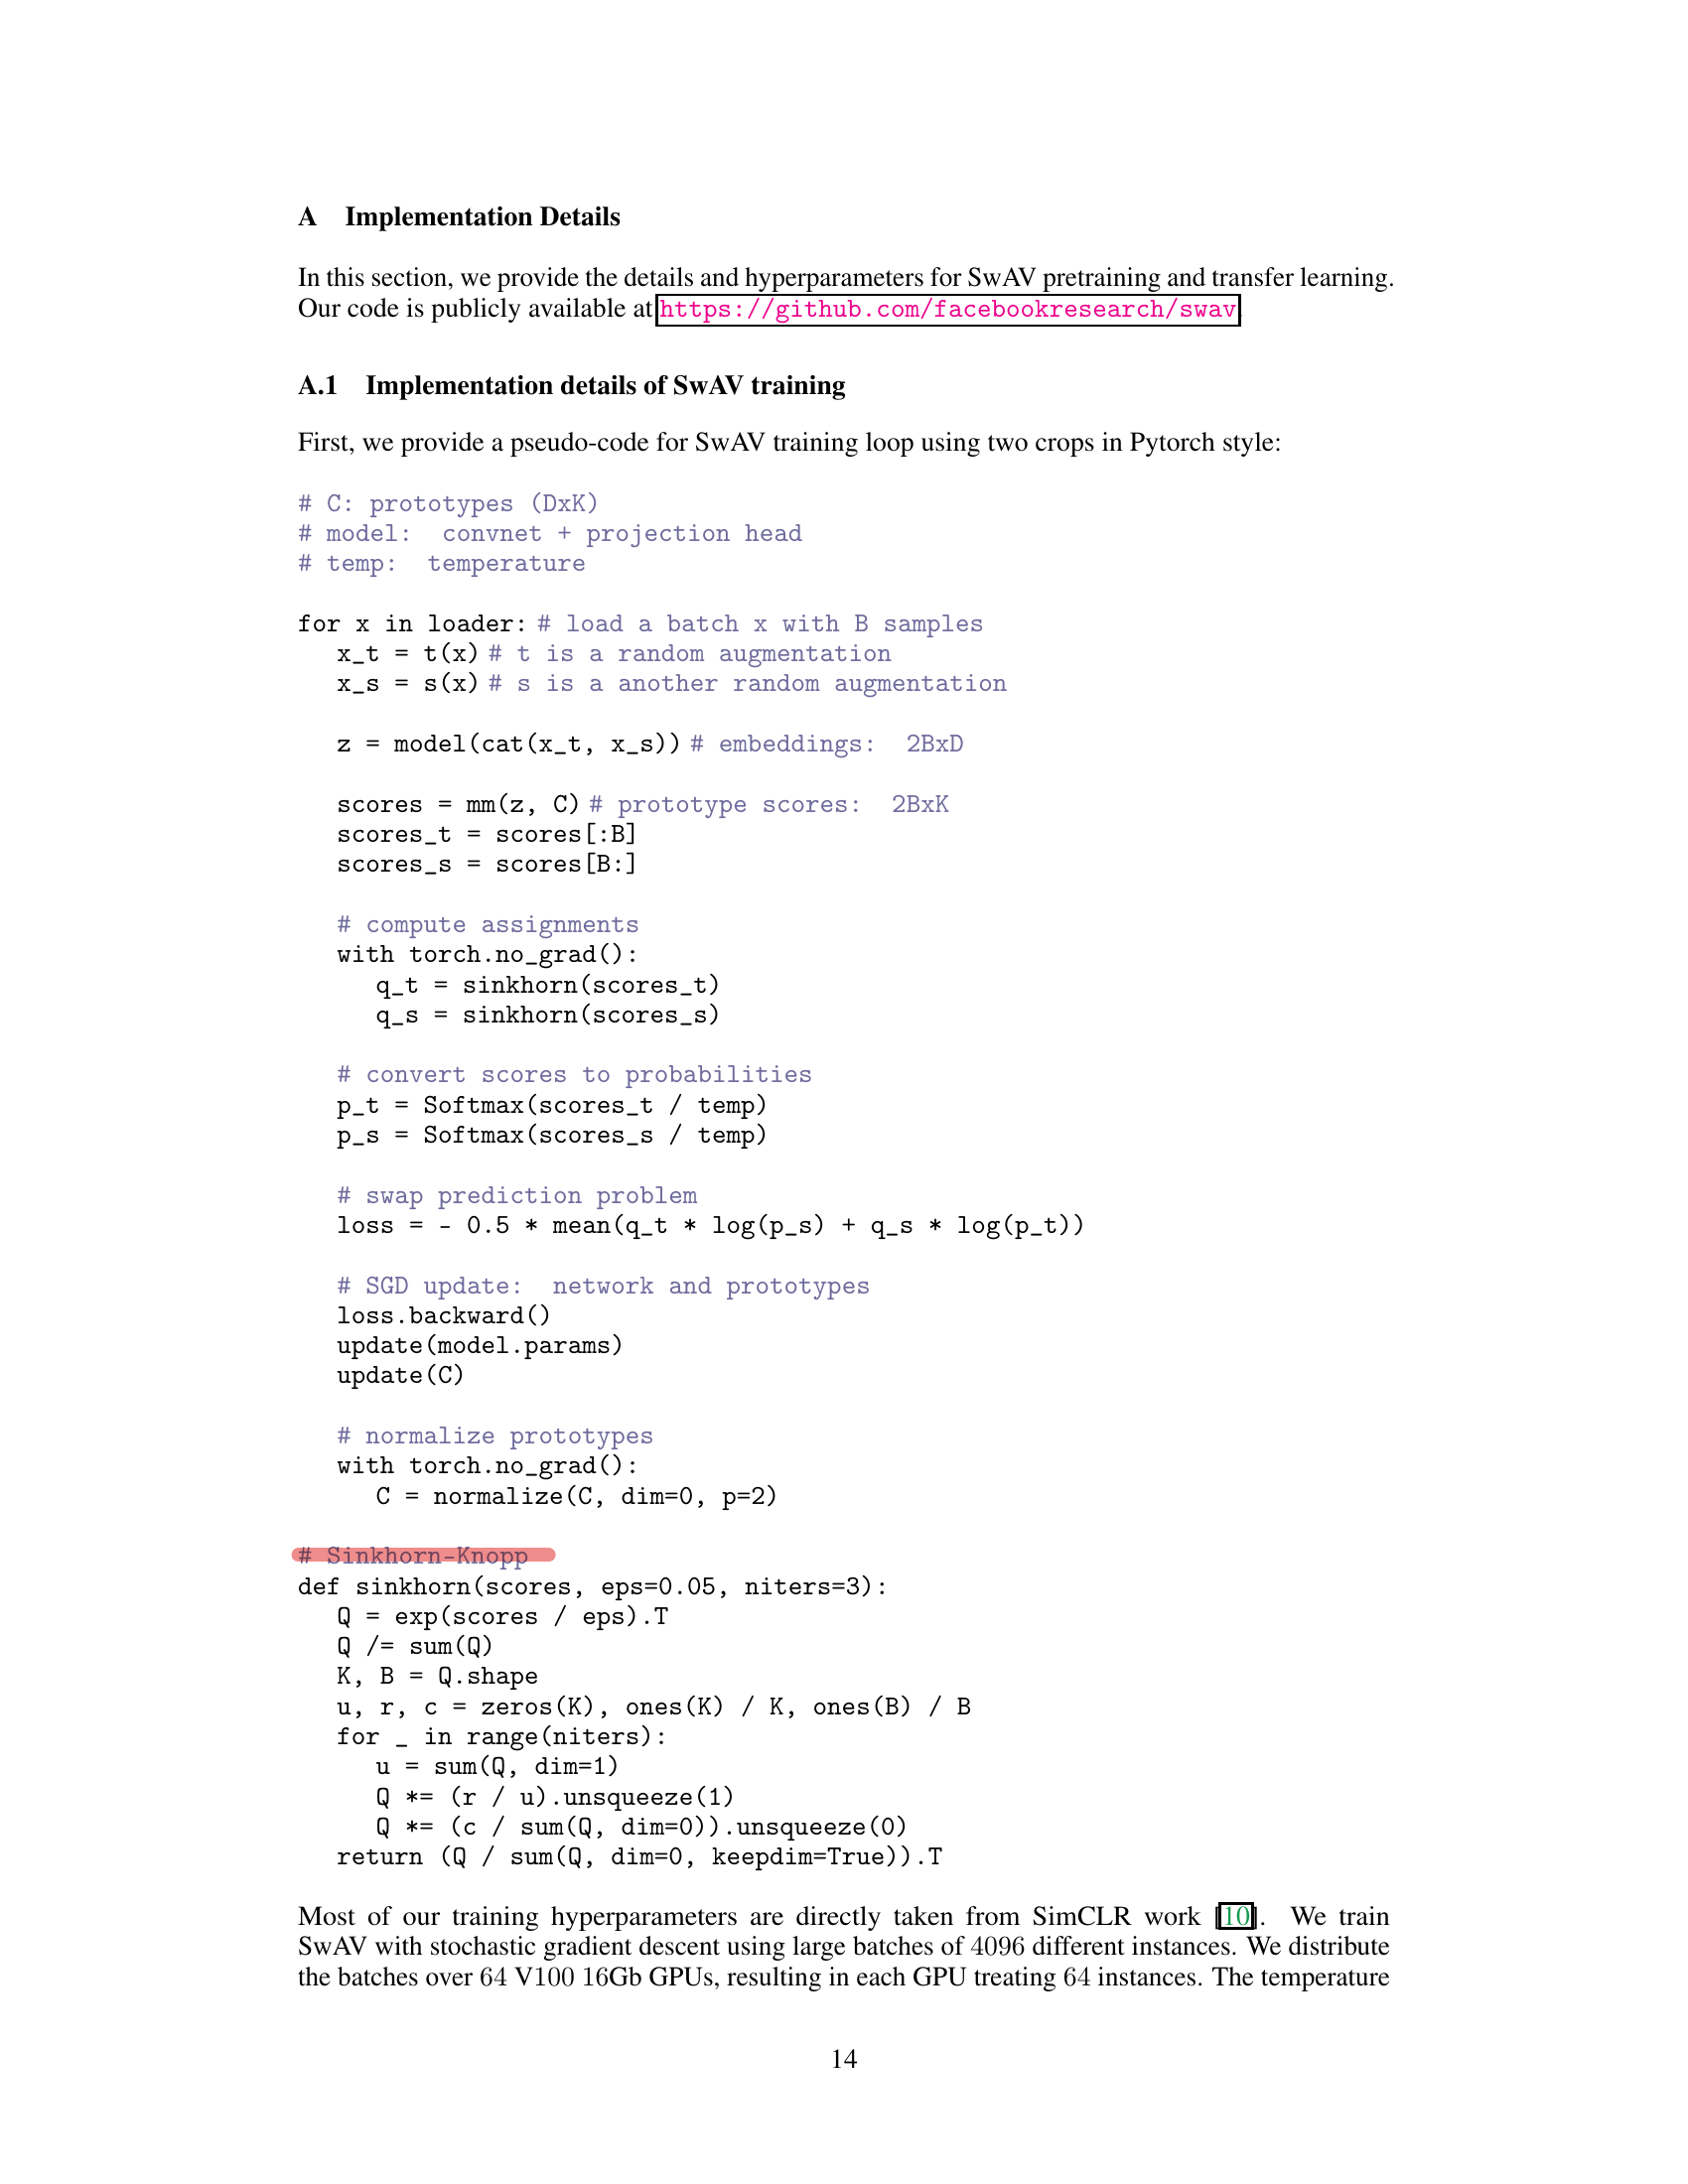 A Implementation Details
In this section, we provide the details and hyperparameters for SwAV pretraining and transfer learning.
Our code is publicly available at https://github.com/facebookresearch/swav
A.1 Implementation details of SwAV training
First, we provide a pseudo-code for SwAV training loop using two crops in Pytorch style:
# C: prototypes (DxK)
# model: convnet + projection head
# temp: temperature
for x in loader: # load a batch x with B samples
x_t = t(x) # t is a random augmentation
x_s = s(x) # s is a another random augmentation
z = model(cat(x_t, x_s)) # embeddings: 2BxD
scores = mm(z, C) # prototype scores: 2BxK
scores_t = scores[:B]
scores_s = scores[B:]
# compute assignments
with torch.no_grad():
q_t = sinkhorn(scores_t)
q_s = sinkhorn(scores_s)
# convert scores to probabilities
p_t = Softmax(scores_t / temp)
p_s = Softmax(scores_s / temp)
# swap prediction problem
loss = - 0.5 * mean(q_t * log(p_s) + q_s * log(p_t))
# SGD update: network and prototypes
loss.backward()
update(model.params)
update(C)
# normalize prototypes
with torch.no_grad():
C = normalize(C, dim=0, p=2)
# Sinkhorn-Knopp
def sinkhorn(scores, eps=0.05, niters=3):
Q = exp(scores / eps).T
Q /= sum(Q)
K, B = Q.shape
u, r, c = zeros(K), ones(K) / K, ones(B) / B
for _ in range(niters):
u = sum(Q, dim=1)
Q *= (r / u).unsqueeze(1)
Q *= (c / sum(Q, dim=0)).unsqueeze(0)
return (Q / sum(Q, dim=0, keepdim=True)).T
Most of our training hyperparameters are directly taken from SimCLR work [10]. We train
SwAV with stochastic gradient descent using large batches of 4096 different instances. We distribute
the batches over 64 V100 16Gb GPUs, resulting in each GPU treating 64 instances. The temperature
14